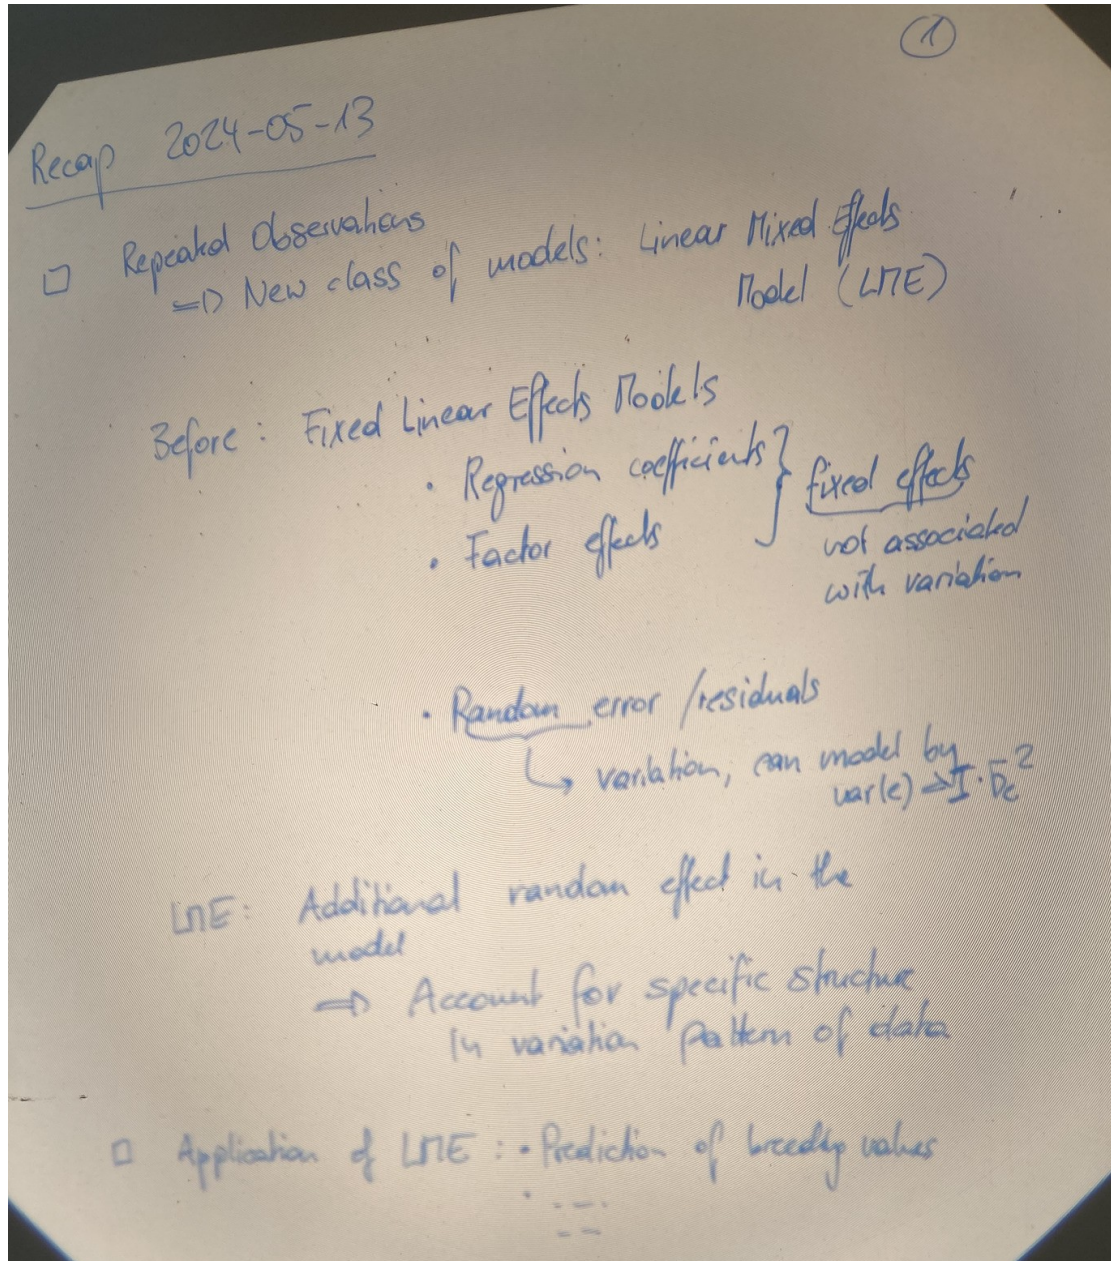 1
Recap 2024-05-13
□ Repeated Observations
⇒ New class of models: Linear Mixed Effects
Model (LME)
Before: Fixed Linear Effects Models
· Regression coefficients } fixed effects
· Factor effects
not associated
with variation
· Random error / residuals
↳ variation, can model by
var(e) → I · σe²
LME: Additional random effect in the
model
⇒ Account for specific structure
in variation pattern of data
□ Application of LME: · Prediction of breeding values
· ---
--